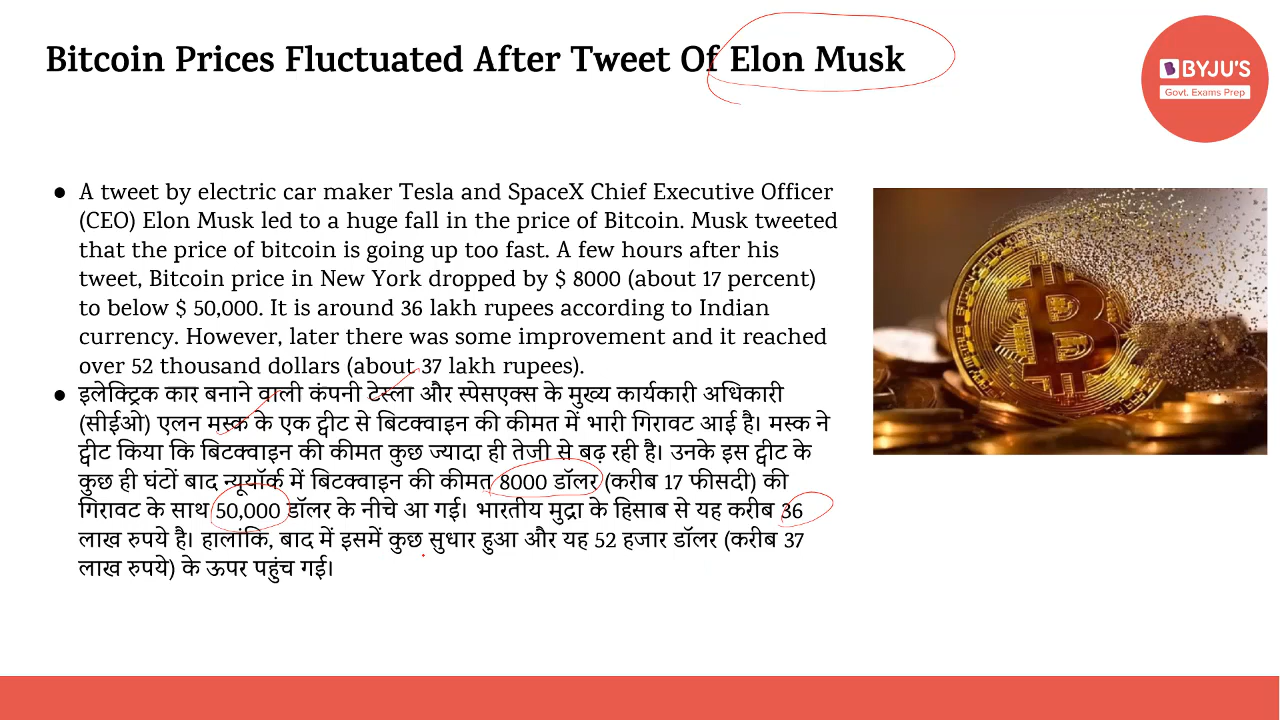 Bitcoin Prices Fluctuated After Tweet Of Elon Musk
BYJU'S
Govt. Exams Prep
● A tweet by electric car maker Tesla and SpaceX Chief Executive Officer
(CEO) Elon Musk led to a huge fall in the price of Bitcoin. Musk tweeted
that the price of bitcoin is going up too fast. A few hours after his
tweet, Bitcoin price in New York dropped by $ 8000 (about 17 percent)
to below $ 50,000. It is around 36 lakh rupees according to Indian
currency. However, later there was some improvement and it reached
over 52 thousand dollars (about 37 lakh rupees).
● इलेक्ट्रिक कार बनाने वाली कंपनी टेस्ला और स्पेसएक्स के मुख्य कार्यकारी अधिकारी
(सीईओ) एलन मस्क के एक ट्वीट से बिटक्वाइन की कीमत में भारी गिरावट आई है। मस्क ने
ट्वीट किया कि बिटक्वाइन की कीमत कुछ ज्यादा ही तेजी से बढ़ रही है। उनके इस ट्वीट के
कुछ ही घंटों बाद न्यूयॉर्क में बिटक्वाइन की कीमत 8000 डॉलर (करीब 17 फीसदी) की
गिरावट के साथ 50,000 डॉलर के नीचे आ गई। भारतीय मुद्रा के हिसाब से यह करीब 36
लाख रुपये है। हालांकि, बाद में इसमें कुछ सुधार हुआ और यह 52 हजार डॉलर (करीब 37
लाख रुपये) के ऊपर पहुंच गई।